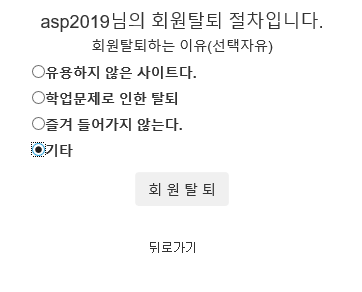 asp2019님의 회원탈퇴 절차입니다.
회원탈퇴하는 이유(선택자유)
유용하지 않은 사이트다.
학업문제로 인한 탈퇴
즐겨 들어가지 않는다.
기타
회 원 탈 퇴
뒤로가기